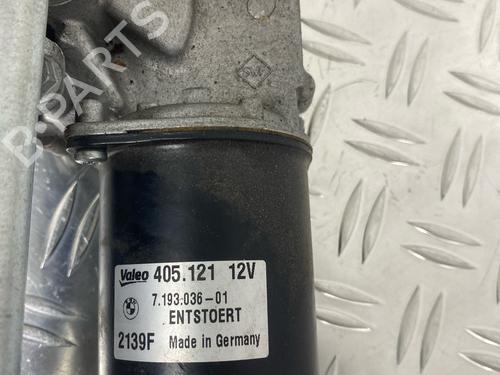 B-PARTS
Valeo 405.121 12V
7.193.036-01
ENTSTOERT
2139F Made in Germany